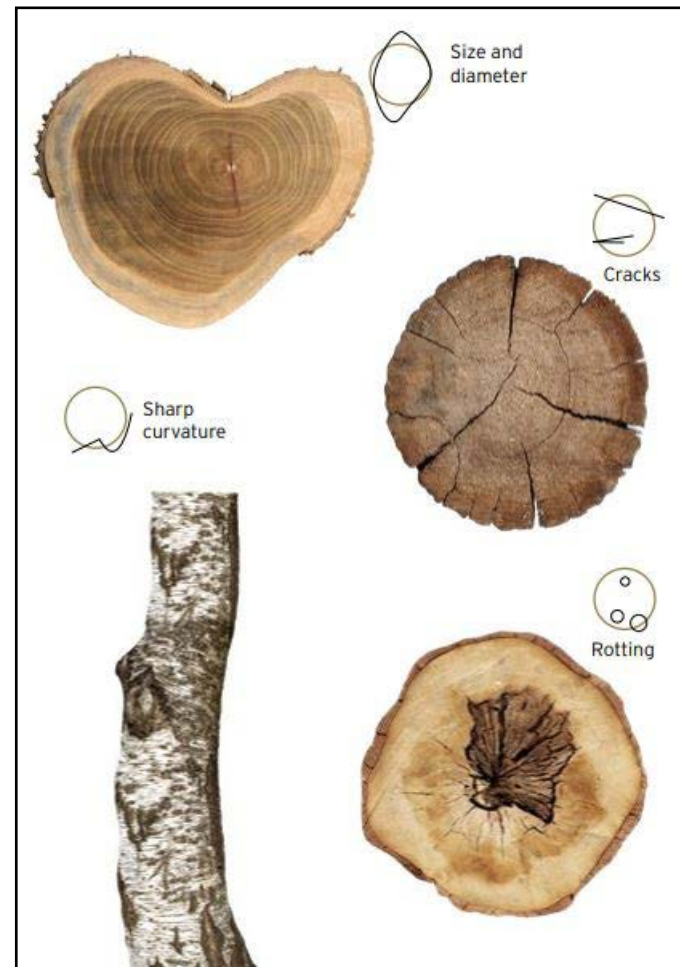 Size and
diameter
Cracks
Sharp
curvature
Rotting